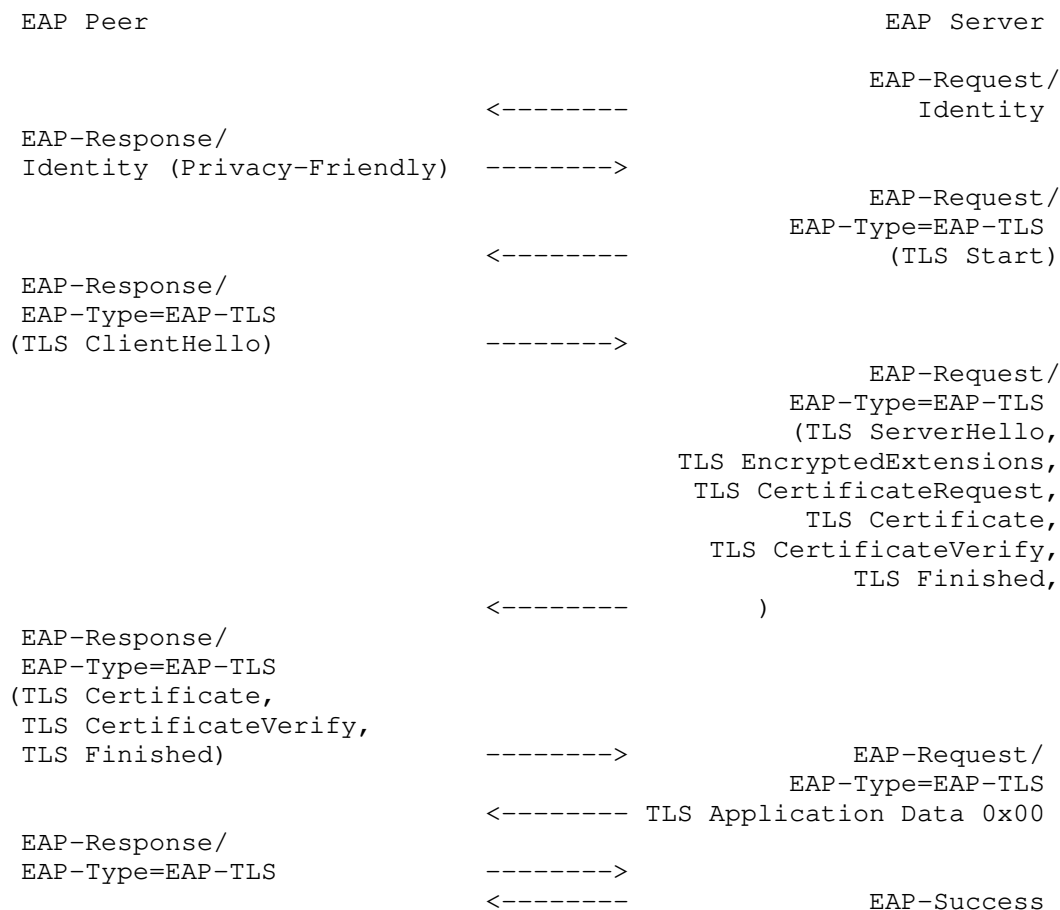 EAP Peer                                              EAP Server

                                                    EAP-Request/
                              <--------                 Identity
EAP-Response/
Identity (Privacy-Friendly)   -------->
                                                    EAP-Request/
                                                EAP-Type=EAP-TLS
                              <--------              (TLS Start)
EAP-Response/
EAP-Type=EAP-TLS
(TLS ClientHello)             -------->
                                                    EAP-Request/
                                                EAP-Type=EAP-TLS
                                                (TLS ServerHello,
                                         TLS EncryptedExtensions,
                                          TLS CertificateRequest,
                                                 TLS Certificate,
                                           TLS CertificateVerify,
                                                    TLS Finished,
                              <--------        )
EAP-Response/
EAP-Type=EAP-TLS
(TLS Certificate,
TLS CertificateVerify,
TLS Finished)                 -------->             EAP-Request/
                                                EAP-Type=EAP-TLS
                              <-------- TLS Application Data 0x00
EAP-Response/
EAP-Type=EAP-TLS              -------->
                              <--------              EAP-Success